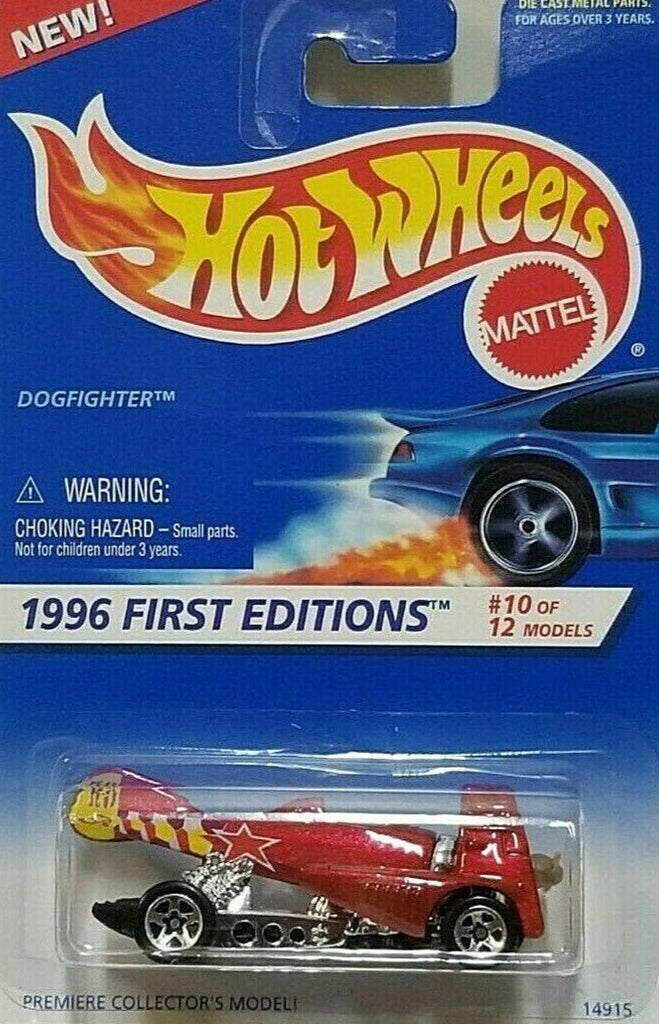 NEW!
DIE CAST METAL PARTS.
FOR AGES OVER 3 YEARS.
HOT WHEELS
MATTEL
®
DOGFIGHTER™
WARNING:
CHOKING HAZARD – Small parts.
Not for children under 3 years.
1996 FIRST EDITIONS™
#10 OF
12 MODELS
PREMIERE COLLECTOR'S MODEL!
14915